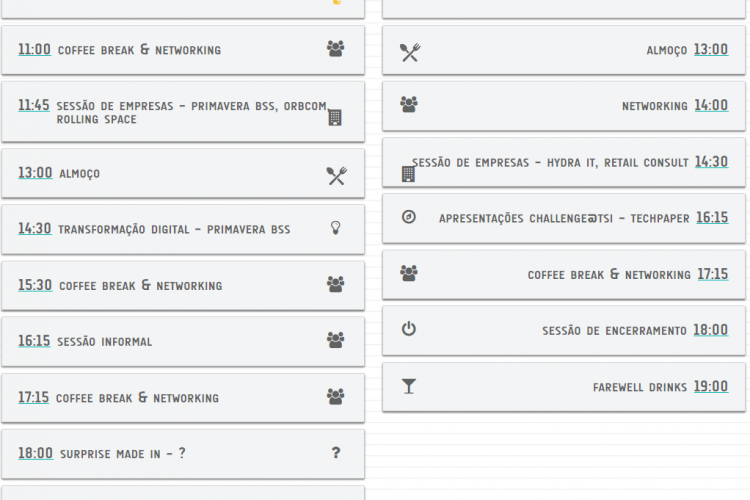 11:00 COFFEE BREAK & NETWORKING
11:45 SESSÃO DE EMPRESAS – PRIMAVERA BSS, ORBCOM,
ROLLING SPACE
13:00 ALMOÇO
14:30 TRANSFORMAÇÃO DIGITAL – PRIMAVERA BSS
15:30 COFFEE BREAK & NETWORKING
16:15 SESSÃO INFORMAL
17:15 COFFEE BREAK & NETWORKING
18:00 SURPRISE MADE IN – ?
ALMOÇO 13:00
NETWORKING 14:00
SESSÃO DE EMPRESAS – HYDRA IT, RETAIL CONSULT 14:30
APRESENTAÇÕES CHALLENGE@TSI – TECHPAPER 16:15
COFFEE BREAK & NETWORKING 17:15
SESSÃO DE ENCERRAMENTO 18:00
FAREWELL DRINKS 19:00